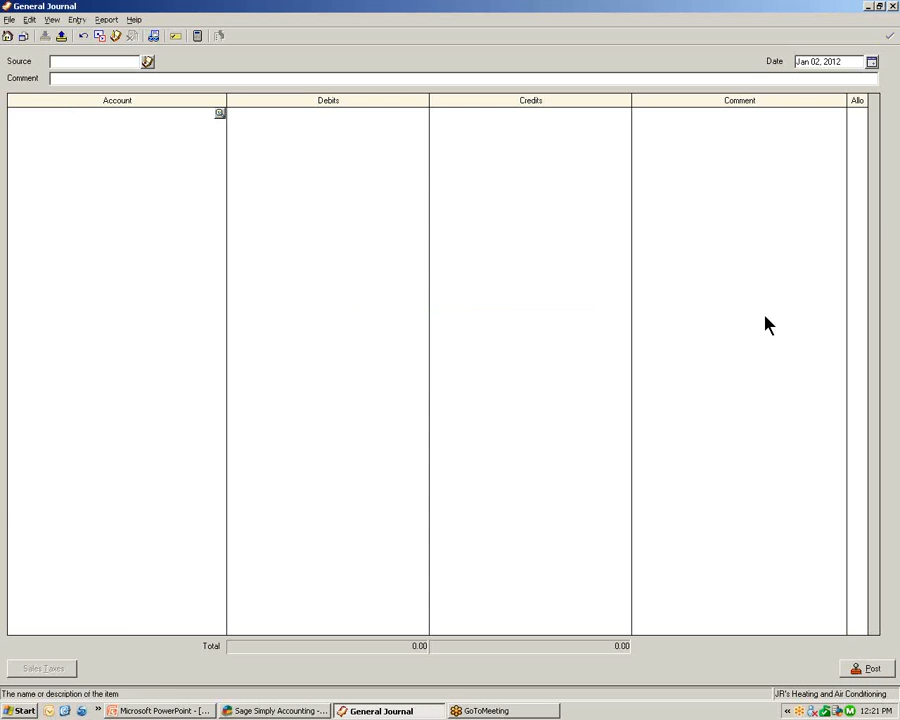 General Journal
File Edit View Entry Report Help
Source
Date Jan 02, 2012
Comment
Account Debits Credits Comment Allo
Total 0.00 0.00
Sales Taxes
Post
The name or description of the item
JR's Heating and Air Conditioning
Start » Microsoft PowerPoint - [... Sage Simply Accounting -... General Journal GoToMeeting « 12:21 PM